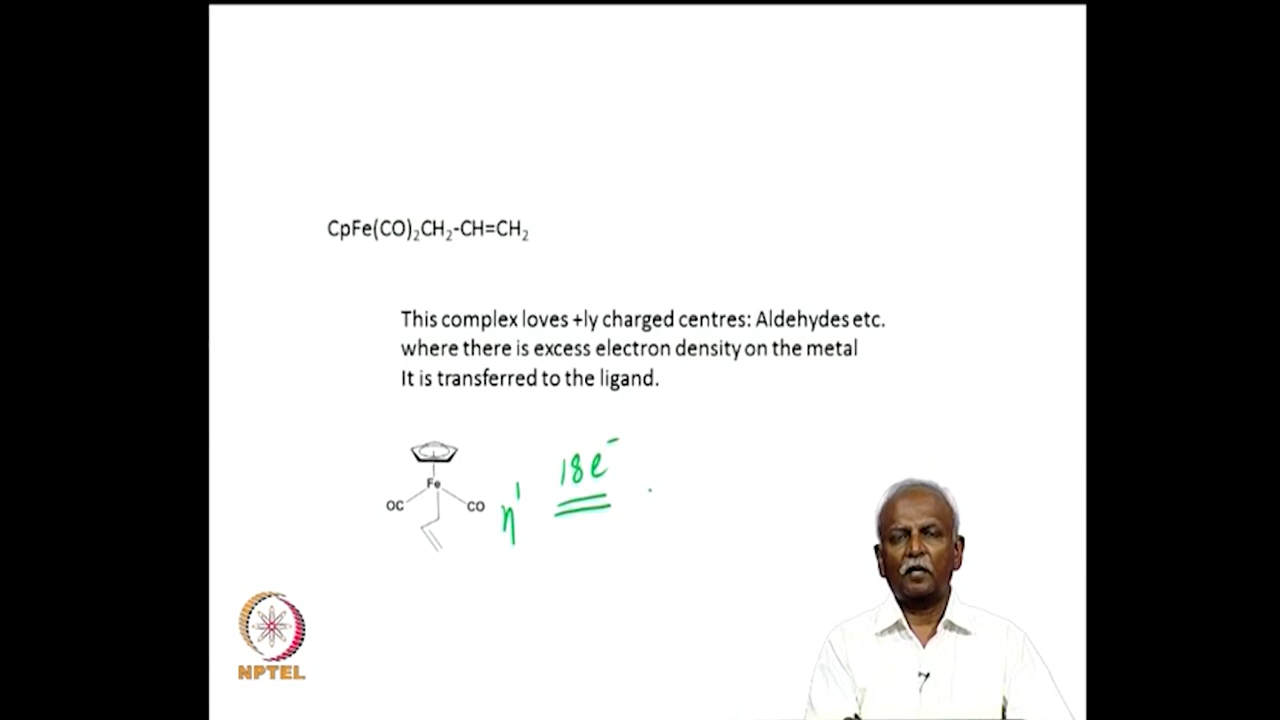 CpFe(CO)₂CH₂-CH=CH₂
This complex loves +ly charged centres: Aldehydes etc.
where there is excess electron density on the metal
It is transferred to the ligand.
Fe
OC
CO
η¹
18e⁻
NPTEL